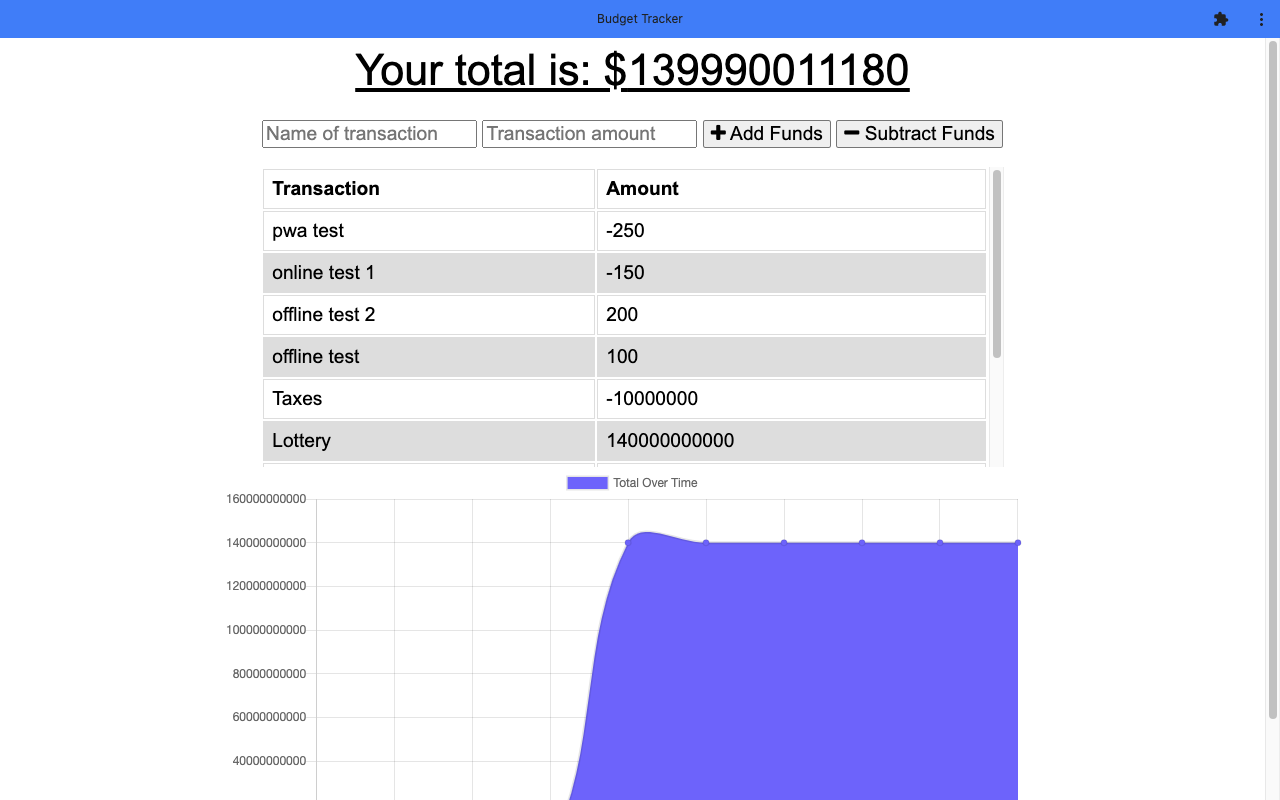 Budget Tracker
Your total is: $139990011180
Name of transaction Transaction amount Add Funds Subtract Funds
Transaction Amount
pwa test -250
online test 1 -150
offline test 2 200
offline test 100
Taxes -10000000
Lottery 140000000000
Total Over Time
160000000000
140000000000
120000000000
100000000000
80000000000
60000000000
40000000000